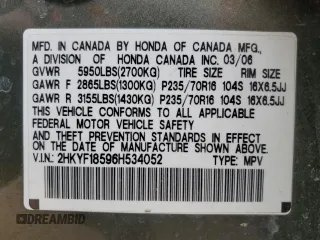 MFD. IN CANADA BY HONDA OF CANADA MFG.,
A DIVISION OF HONDA CANADA INC. 03/06
GVWR 5950LBS(2700KG) TIRE SIZE RIM SIZE
GAWR F 2865LBS(1300KG) P235/70R16 104S 16X6.5JJ
GAWR R 3155LBS(1430KG) P235/70R16 104S 16X6.5JJ
THIS VEHICLE CONFORMS TO ALL APPLICABLE
FEDERAL MOTOR VEHICLE SAFETY AND
THEFT PREVENTION STANDARDS IN EFFECT ON
THE DATE OF MANUFACTURE SHOWN ABOVE.
V.I.N.: 2HKYF18596H534052 TYPE: MPV
DREAMBID